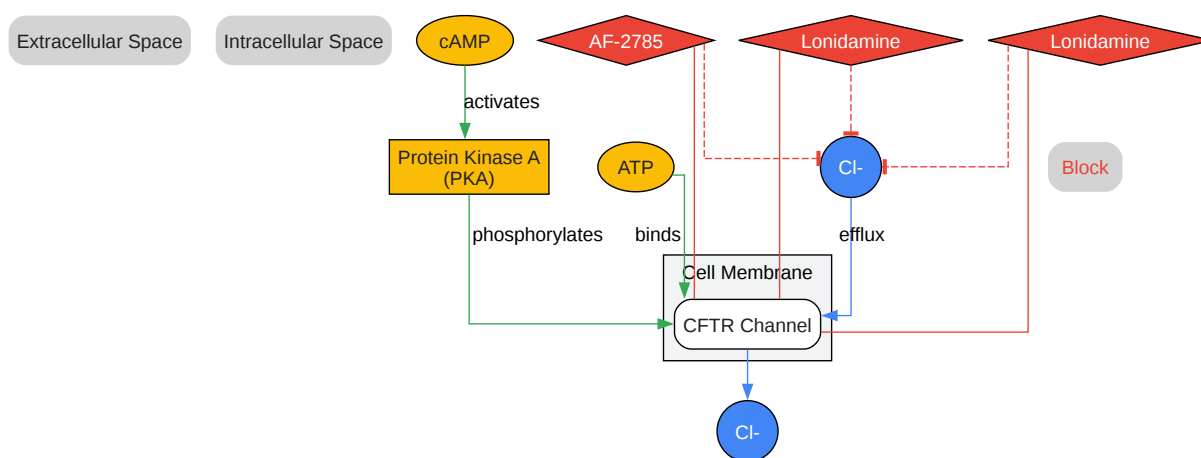 Extracellular Space
Intracellular Space
cAMP
AF-2785
Lonidamine
Lonidamine
activates
Protein Kinase A
(PKA)
ATP
Cl-
Block
phosphorylates
binds
efflux
Cell Membrane
CFTR Channel
Cl-